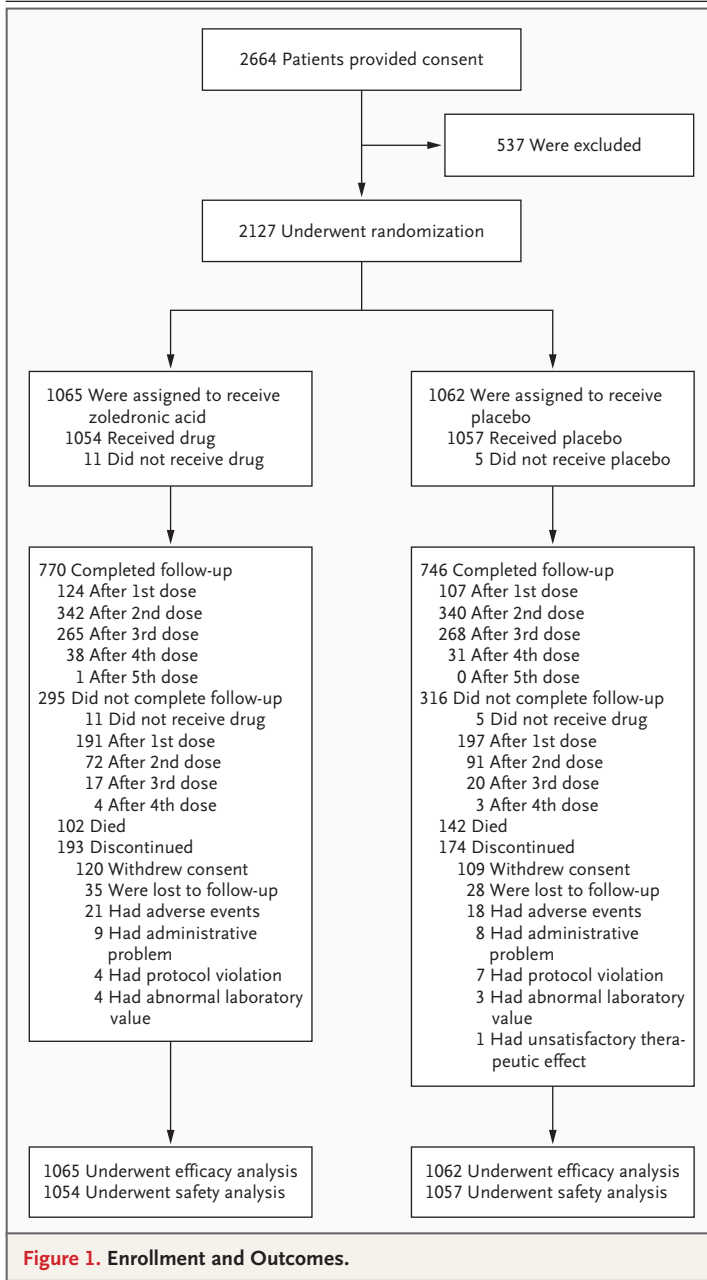 2664 Patients provided consent
537 Were excluded
2127 Underwent randomization
1065 Were assigned to receive
zoledronic acid
1054 Received drug
11 Did not receive drug
1062 Were assigned to receive
placebo
1057 Received placebo
5 Did not receive placebo
770 Completed follow-up
124 After 1st dose
342 After 2nd dose
265 After 3rd dose
38 After 4th dose
1 After 5th dose
295 Did not complete follow-up
11 Did not receive drug
191 After 1st dose
72 After 2nd dose
17 After 3rd dose
4 After 4th dose
102 Died
193 Discontinued
120 Withdrew consent
35 Were lost to follow-up
21 Had adverse events
9 Had administrative
problem
4 Had protocol violation
4 Had abnormal laboratory
value
746 Completed follow-up
107 After 1st dose
340 After 2nd dose
268 After 3rd dose
31 After 4th dose
0 After 5th dose
316 Did not complete follow-up
5 Did not receive drug
197 After 1st dose
91 After 2nd dose
20 After 3rd dose
3 After 4th dose
142 Died
174 Discontinued
109 Withdrew consent
28 Were lost to follow-up
18 Had adverse events
8 Had administrative
problem
7 Had protocol violation
3 Had abnormal laboratory
value
1 Had unsatisfactory thera-
peutic effect
1065 Underwent efficacy analysis
1054 Underwent safety analysis
1062 Underwent efficacy analysis
1057 Underwent safety analysis
Figure 1. Enrollment and Outcomes.